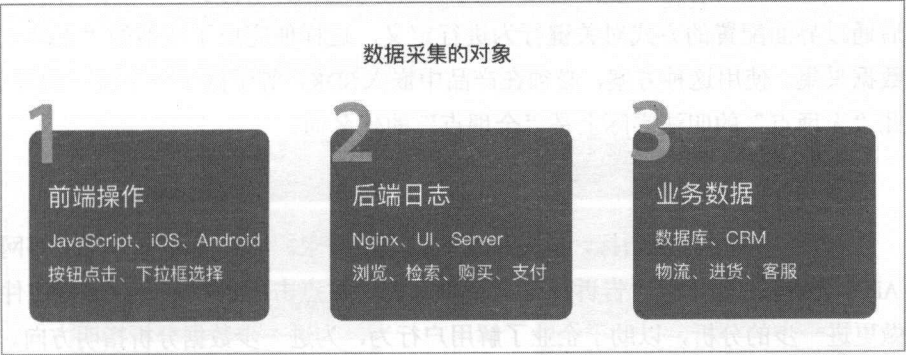 数据采集的对象
1
前端操作
JavaScript、iOS、Android
按钮点击、下拉框选择
2
后端日志
Nginx、UI、Server
浏览、检索、购买、支付
3
业务数据
数据库、CRM
物流、进货、客服